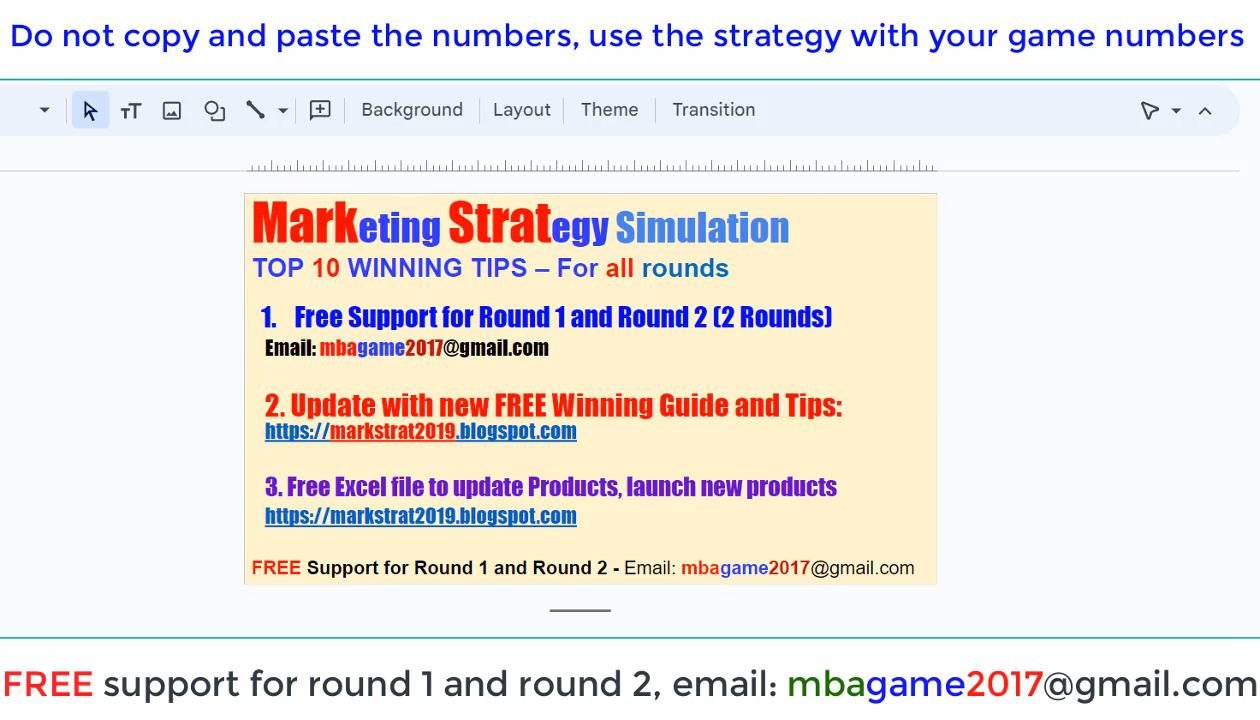 Do not copy and paste the numbers, use the strategy with your game numbers
Background Layout Theme Transition
Marketing Strategy Simulation
TOP 10 WINNING TIPS – For all rounds
1. Free Support for Round 1 and Round 2 (2 Rounds)
Email: mbagame2017@gmail.com
2. Update with new FREE Winning Guide and Tips:
https://markstrat2019.blogspot.com
3. Free Excel file to update Products, launch new products
https://markstrat2019.blogspot.com
FREE Support for Round 1 and Round 2 - Email: mbagame2017@gmail.com
FREE support for round 1 and round 2, email: mbagame2017@gmail.com